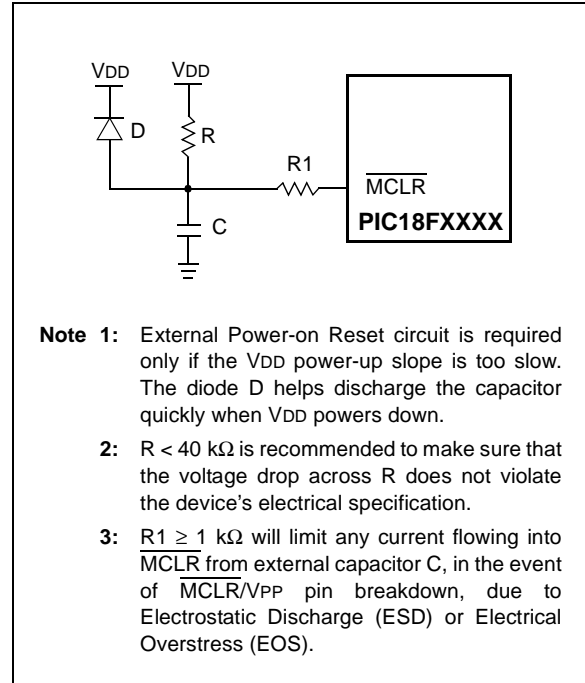 VDD VDD
D
R
R1
MCLR
C
PIC18FXXXX
Note 1: External Power-on Reset circuit is required
only if the VDD power-up slope is too slow.
The diode D helps discharge the capacitor
quickly when VDD powers down.
2: R < 40 kΩ is recommended to make sure that
the voltage drop across R does not violate
the device's electrical specification.
3: R1 ≥ 1 kΩ will limit any current flowing into
MCLR from external capacitor C, in the event
of MCLR/VPP pin breakdown, due to
Electrostatic Discharge (ESD) or Electrical
Overstress (EOS).